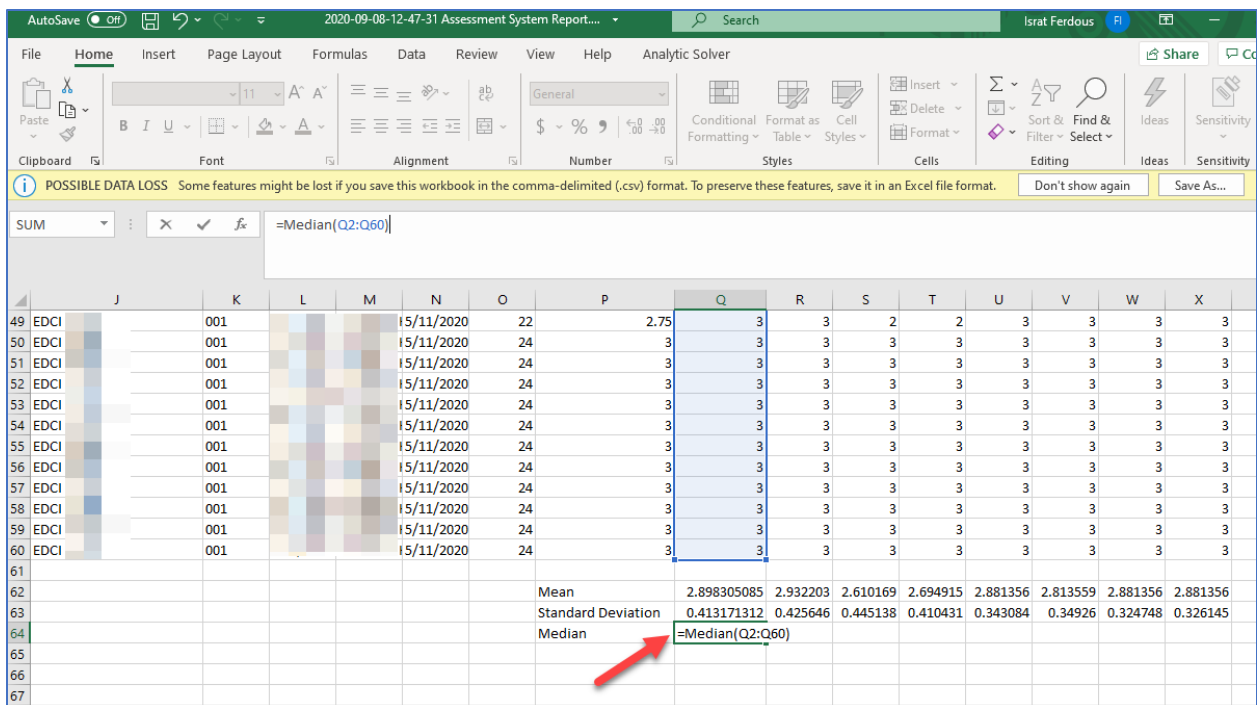 AutoSave Off 2020-09-08-12-47-31 Assessment System Report.... Search Israt Ferdous FI
File Home Insert Page Layout Formulas Data Review View Help Analytic Solver Share
Paste 11 A^ A˅ ab General Conditional Formatting Format as Table Cell Styles Insert Delete Format Σ Sort & Filter Find & Select Ideas Sensitivity
B I U A $ % 9
Clipboard Font Alignment Number Styles Cells Editing Ideas Sensitivity
POSSIBLE DATA LOSS Some features might be lost if you save this workbook in the comma-delimited (.csv) format. To preserve these features, save it in an Excel file format. Don't show again Save As...
SUM fx =Median(Q2:Q60)
J K L M N O P Q R S T U V W X
49 EDCI 001 5/11/2020 22 2.75 3 3 2 2 3 3 3 3
50 EDCI 001 5/11/2020 24 3 3 3 3 3 3 3 3 3
51 EDCI 001 5/11/2020 24 3 3 3 3 3 3 3 3 3
52 EDCI 001 5/11/2020 24 3 3 3 3 3 3 3 3 3
53 EDCI 001 5/11/2020 24 3 3 3 3 3 3 3 3 3
54 EDCI 001 5/11/2020 24 3 3 3 3 3 3 3 3 3
55 EDCI 001 5/11/2020 24 3 3 3 3 3 3 3 3 3
56 EDCI 001 5/11/2020 24 3 3 3 3 3 3 3 3 3
57 EDCI 001 5/11/2020 24 3 3 3 3 3 3 3 3 3
58 EDCI 001 5/11/2020 24 3 3 3 3 3 3 3 3 3
59 EDCI 001 5/11/2020 24 3 3 3 3 3 3 3 3 3
60 EDCI 001 5/11/2020 24 3 3 3 3 3 3 3 3 3
61
62 Mean 2.898305085 2.932203 2.610169 2.694915 2.881356 2.813559 2.881356 2.881356
63 Standard Deviation 0.413171312 0.425646 0.445138 0.410431 0.343084 0.34926 0.324748 0.326145
64 Median =Median(Q2:Q60)
65
66
67